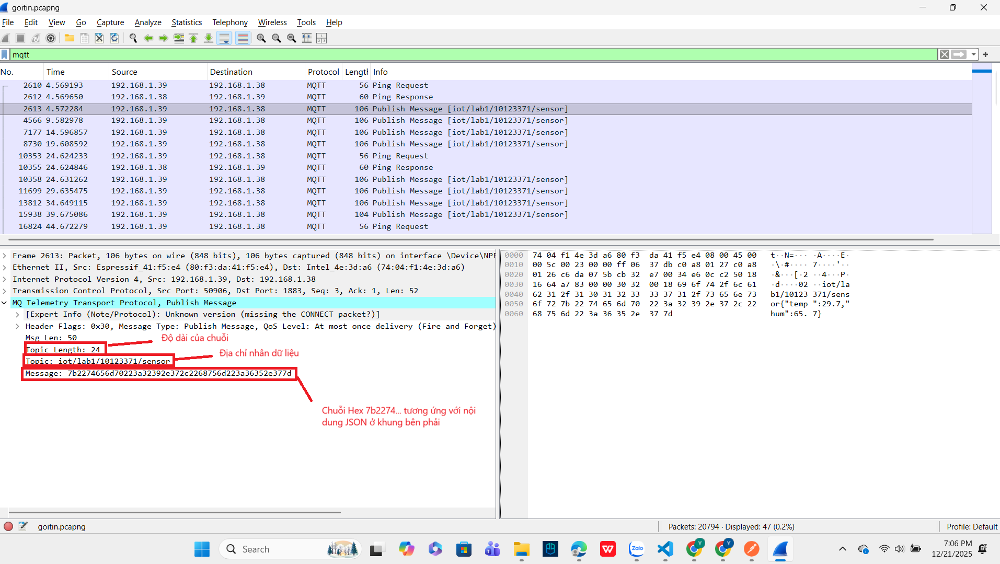 goitin.pcapng
File Edit View Go Capture Analyze Statistics Telephony Wireless Tools Help
mqtt
No. Time Source Destination Protocol Length Info
2610 4.569193 192.168.1.39 192.168.1.38 MQTT 56 Ping Request
2612 4.569650 192.168.1.38 192.168.1.39 MQTT 60 Ping Response
2613 4.572284 192.168.1.39 192.168.1.38 MQTT 106 Publish Message [iot/lab1/10123371/sensor]
4566 9.582978 192.168.1.39 192.168.1.38 MQTT 106 Publish Message [iot/lab1/10123371/sensor]
7177 14.596857 192.168.1.39 192.168.1.38 MQTT 106 Publish Message [iot/lab1/10123371/sensor]
8730 19.608592 192.168.1.39 192.168.1.38 MQTT 106 Publish Message [iot/lab1/10123371/sensor]
10353 24.624233 192.168.1.39 192.168.1.38 MQTT 56 Ping Request
10355 24.624846 192.168.1.38 192.168.1.39 MQTT 60 Ping Response
10358 24.631262 192.168.1.39 192.168.1.38 MQTT 106 Publish Message [iot/lab1/10123371/sensor]
11699 29.635475 192.168.1.39 192.168.1.38 MQTT 106 Publish Message [iot/lab1/10123371/sensor]
13812 34.649115 192.168.1.39 192.168.1.38 MQTT 106 Publish Message [iot/lab1/10123371/sensor]
15938 39.675086 192.168.1.39 192.168.1.38 MQTT 104 Publish Message [iot/lab1/10123371/sensor]
16824 44.672279 192.168.1.39 192.168.1.38 MQTT 56 Ping Request
Frame 2613: Packet, 106 bytes on wire (848 bits), 106 bytes captured (848 bits) on interface \Device\NPF
Ethernet II, Src: Espressif_41:f5:e4 (80:f3:da:41:f5:e4), Dst: Intel_4e:3d:a6 (74:04:f1:4e:3d:a6)
Internet Protocol Version 4, Src: 192.168.1.39, Dst: 192.168.1.38
Transmission Control Protocol, Src Port: 50906, Dst Port: 1883, Seq: 3, Ack: 1, Len: 52
MQ Telemetry Transport Protocol, Publish Message
[Expert Info (Note/Protocol): Unknown version (missing the CONNECT packet?)]
Header Flags: 0x30, Message Type: Publish Message, QoS Level: At most once delivery (Fire and Forget)
Msg Len: 50
Độ dài của chuỗi
Topic Length: 24
Địa chỉ nhân dữ liệu
Topic: iot/lab1/10123371/sensor
Message: 7b2274656d70223a32392e372c2268756d223a36352e377d
Chuỗi Hex 7b2274... tương ứng với nội
dung JSON ở khung bên phải
0000 74 04 f1 4e 3d a6 80 f3 da 41 f5 e4 08 00 45 00 t··N=··· ·A····E·
0010 00 5c 00 23 00 00 ff 06 37 db c0 a8 01 27 c0 a8 ·\·#···· 7····'··
0020 01 26 c6 da 07 5b cb 32 e7 00 34 e6 0c c2 50 18 ·&···[·2 ··4···P·
0030 16 64 a7 83 00 00 30 32 00 18 69 6f 74 2f 6c 61 ·d····02 ··iot/la
0040 62 31 2f 31 30 31 32 33 33 37 31 2f 73 65 6e 73 b1/10123 371/sens
0050 6f 72 7b 22 74 65 6d 70 22 3a 32 39 2e 37 2c 22 or{"temp ":29.7,"
0060 68 75 6d 22 3a 36 35 2e 37 7d hum":65. 7}
goitin.pcapng
Packets: 20794 · Displayed: 47 (0.2%)
Profile: Default
Search
Zalo
7:06 PM
12/21/2025